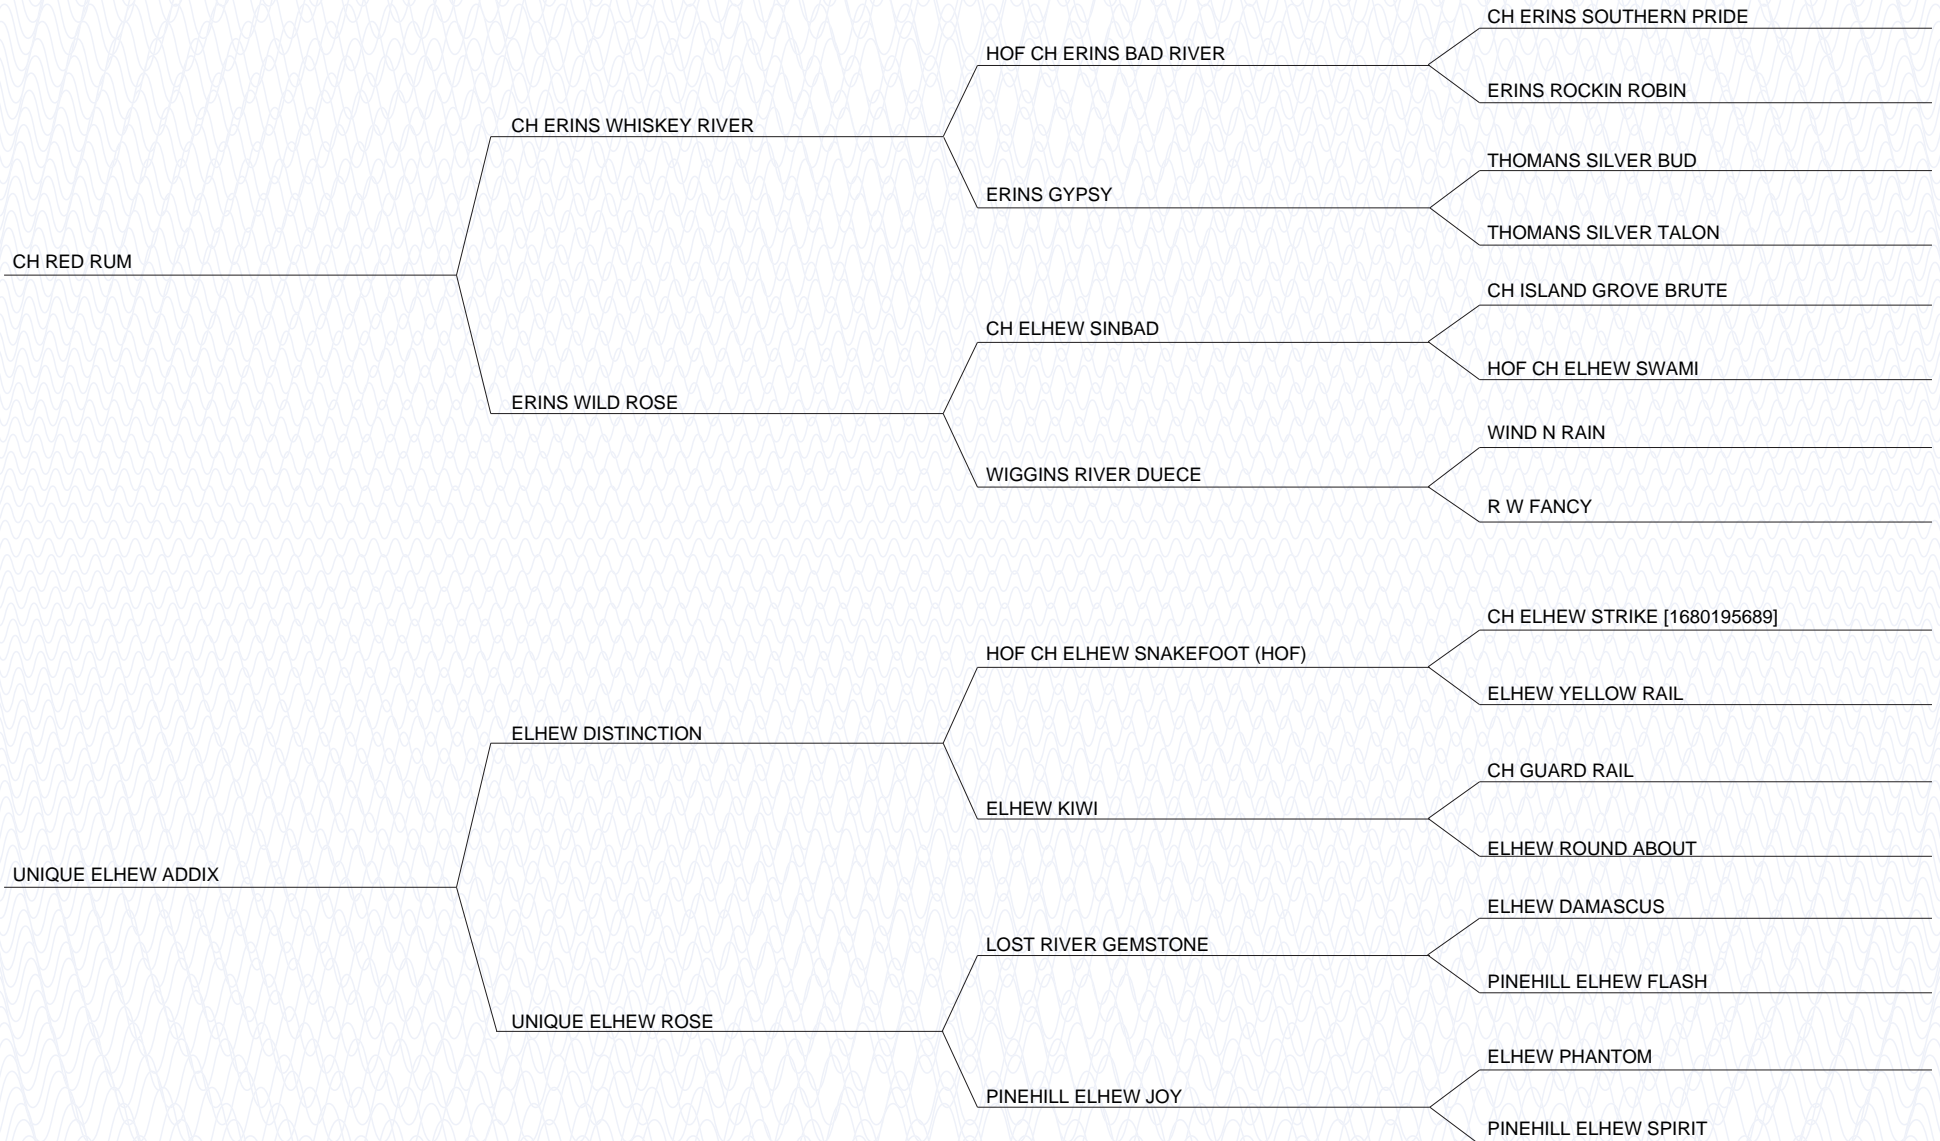 CH ERINS SOUTHERN PRIDE
HOF CH ERINS BAD RIVER
ERINS ROCKIN ROBIN
CH ERINS WHISKEY RIVER
THOMANS SILVER BUD
ERINS GYPSY
THOMANS SILVER TALON
CH RED RUM
CH ISLAND GROVE BRUTE
CH ELHEW SINBAD
HOF CH ELHEW SWAMI
ERINS WILD ROSE
WIND N RAIN
WIGGINS RIVER DUECE
R W FANCY
CH ELHEW STRIKE [1680195689]
HOF CH ELHEW SNAKEFOOT (HOF)
ELHEW YELLOW RAIL
ELHEW DISTINCTION
CH GUARD RAIL
ELHEW KIWI
ELHEW ROUND ABOUT
UNIQUE ELHEW ADDIX
ELHEW DAMASCUS
LOST RIVER GEMSTONE
PINEHILL ELHEW FLASH
UNIQUE ELHEW ROSE
ELHEW PHANTOM
PINEHILL ELHEW JOY
PINEHILL ELHEW SPIRIT